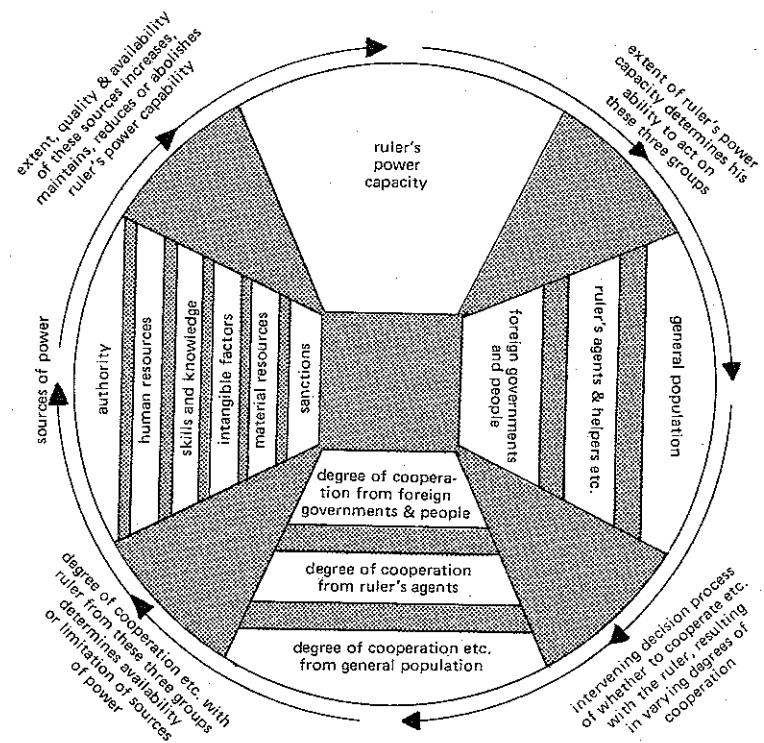 extent, quality & availability
of these sources increases,
maintains, reduces or abolishes
ruler's power capability
extent of ruler's power
capacity determines his
ability to act on
these three groups
ruler's
power
capacity
sources of power
authority
human resources
skills and knowledge
intangible factors
material resources
sanctions
foreign governments
and people
ruler's agents & helpers etc.
general population
degree of coopera-
tion from foreign
governments & people
degree of cooperation
from ruler's agents
degree of cooperation etc.
from general population
degree of cooperation etc. with
ruler from these three groups
determines availability
or limitation of sources
of power
intervening decision process
of whether to cooperate etc.
with the ruler, resulting
in varying degrees of
cooperation